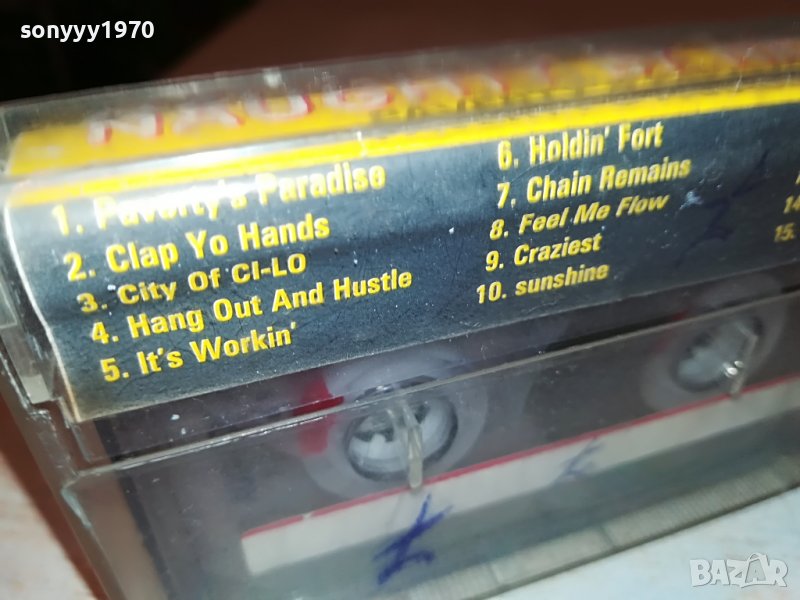 sonyyy1970
1. Poverty's Paradise
2. Clap Yo Hands
3. City Of CI-LO
4. Hang Out And Hustle
5. It's Workin'
6. Holdin' Fort
7. Chain Remains
8. Feel Me Flow
9. Craziest
10. sunshine
14
15.
BAZAR